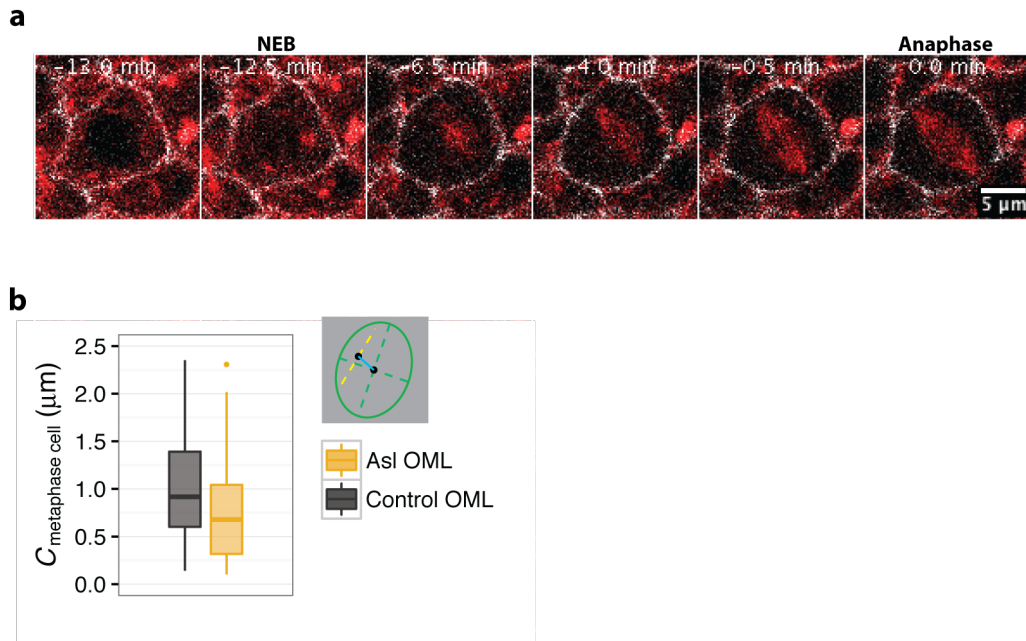 a
NEB
Anaphase
-13.0 min
-12.5 min
-6.5 min
-4.0 min
-0.5 min
0.0 min
5 μm
b
2.5
2.0
1.5
1.0
0.5
0.0
C metaphase cell (μm)
Asl OML
Control OML